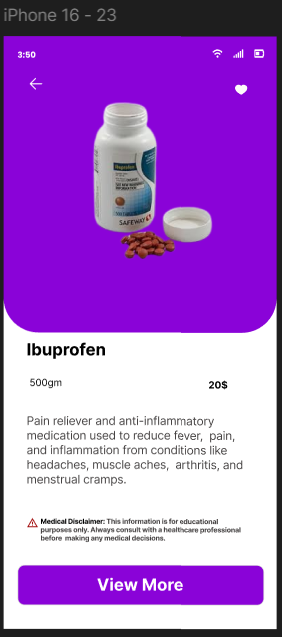 iPhone 16 - 23
3:50
Ibuprofen
SAFEWAY
Ibuprofen
500gm
20$
Pain reliever and anti-inflammatory
medication used to reduce fever, pain,
and inflammation from conditions like
headaches, muscle aches, arthritis, and
menstrual cramps.
Medical Disclaimer: This information is for educational
purposes only. Always consult with a healthcare professional
before making any medical decisions.
View More